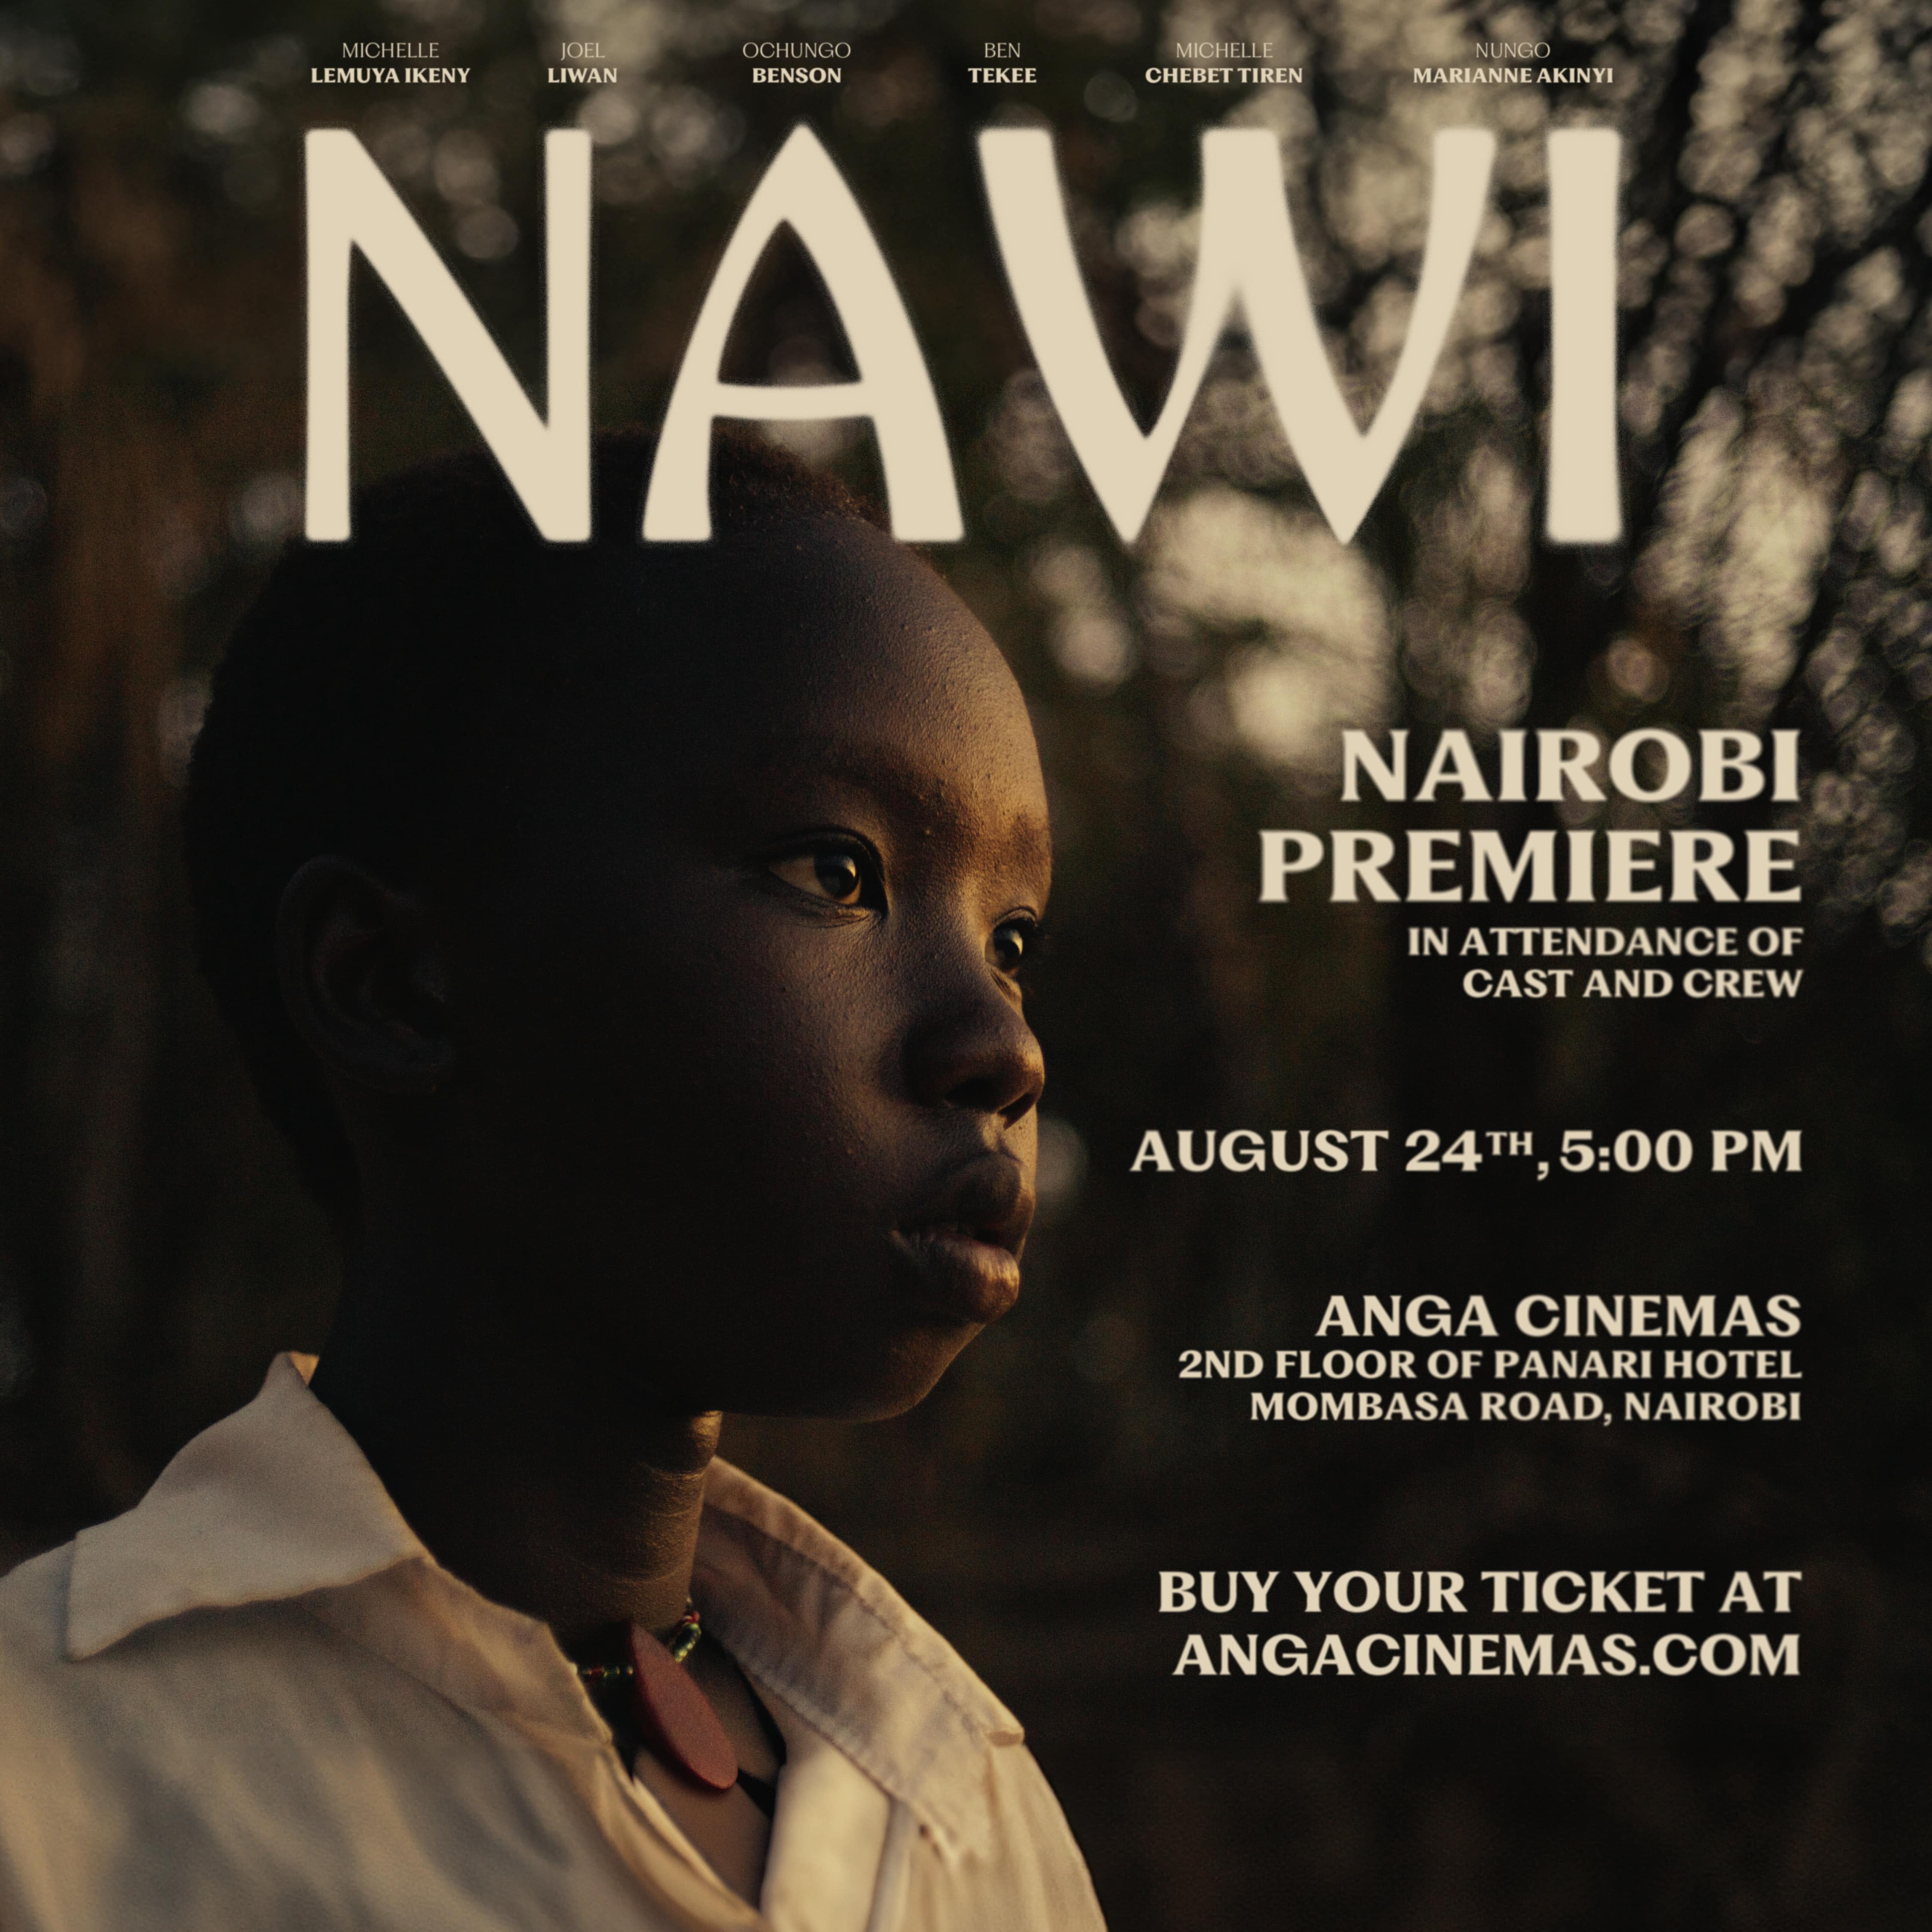 MICHELLE JOEL OCHUNGO BEN MICHELLE NUNGO
LEMUYA IKENY LIWAN BENSON TEKEE CHEBET TIREN MARIANNE AKINYI
NAWI
NAIROBI
PREMIERE
IN ATTENDANCE OF
CAST AND CREW
AUGUST 24TH, 5:00 PM
ANGA CINEMAS
2ND FLOOR OF PANARI HOTEL
MOMBASA ROAD, NAIROBI
BUY YOUR TICKET AT
ANGACINEMAS.COM